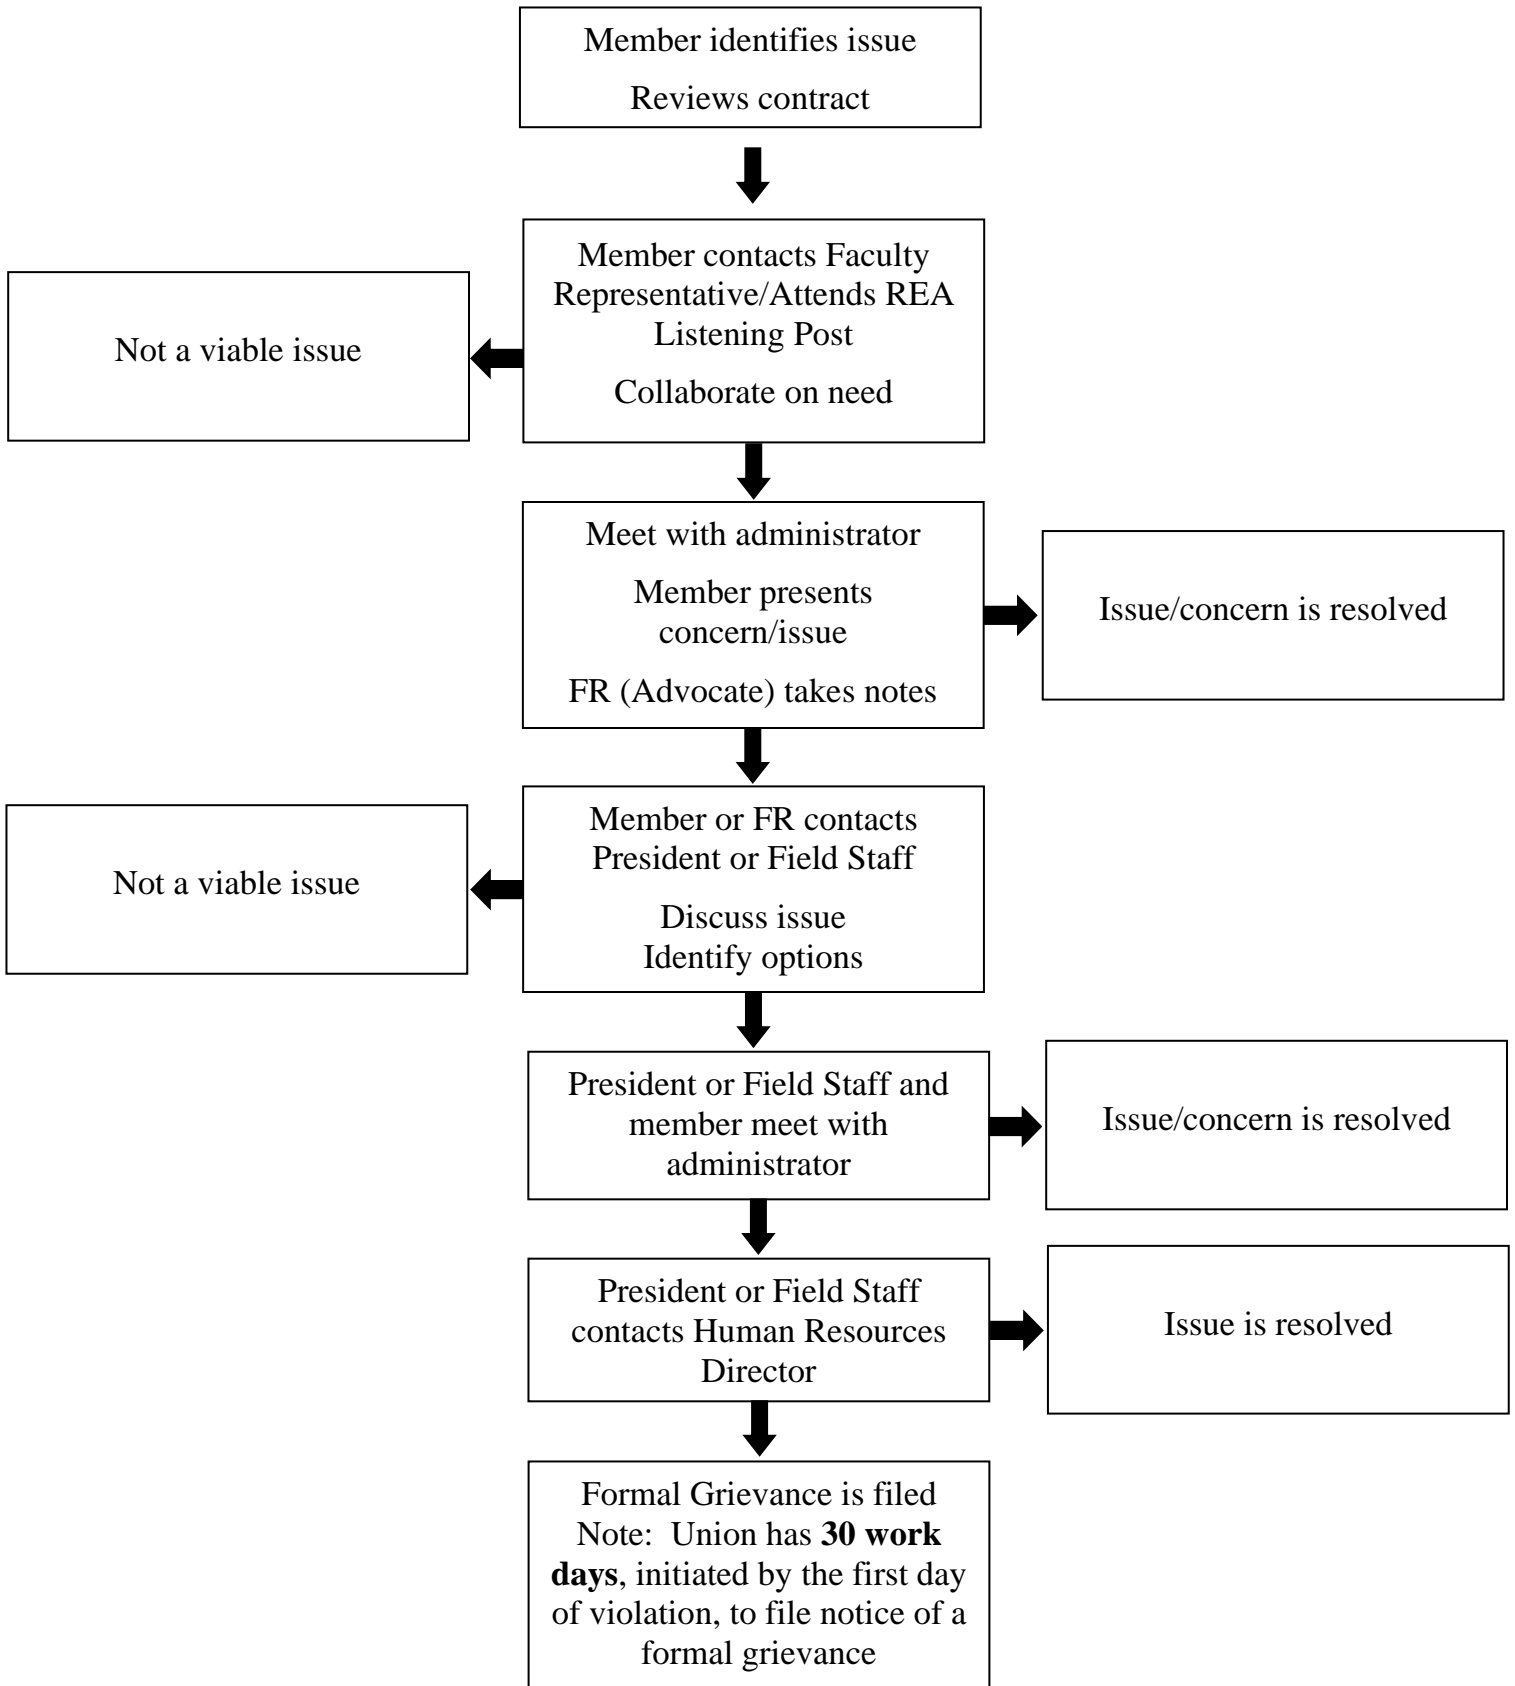 Member identifies issue
Reviews contract
Member contacts Faculty
Representative/Attends REA
Listening Post
Collaborate on need
Not a viable issue
Meet with administrator
Member presents
concern/issue
FR (Advocate) takes notes
Issue/concern is resolved
Member or FR contacts
President or Field Staff
Discuss issue
Identify options
Not a viable issue
President or Field Staff and
member meet with
administrator
Issue/concern is resolved
President or Field Staff
contacts Human Resources
Director
Issue is resolved
Formal Grievance is filed
Note:  Union has 30 work
days, initiated by the first day
of violation, to file notice of a
formal grievance